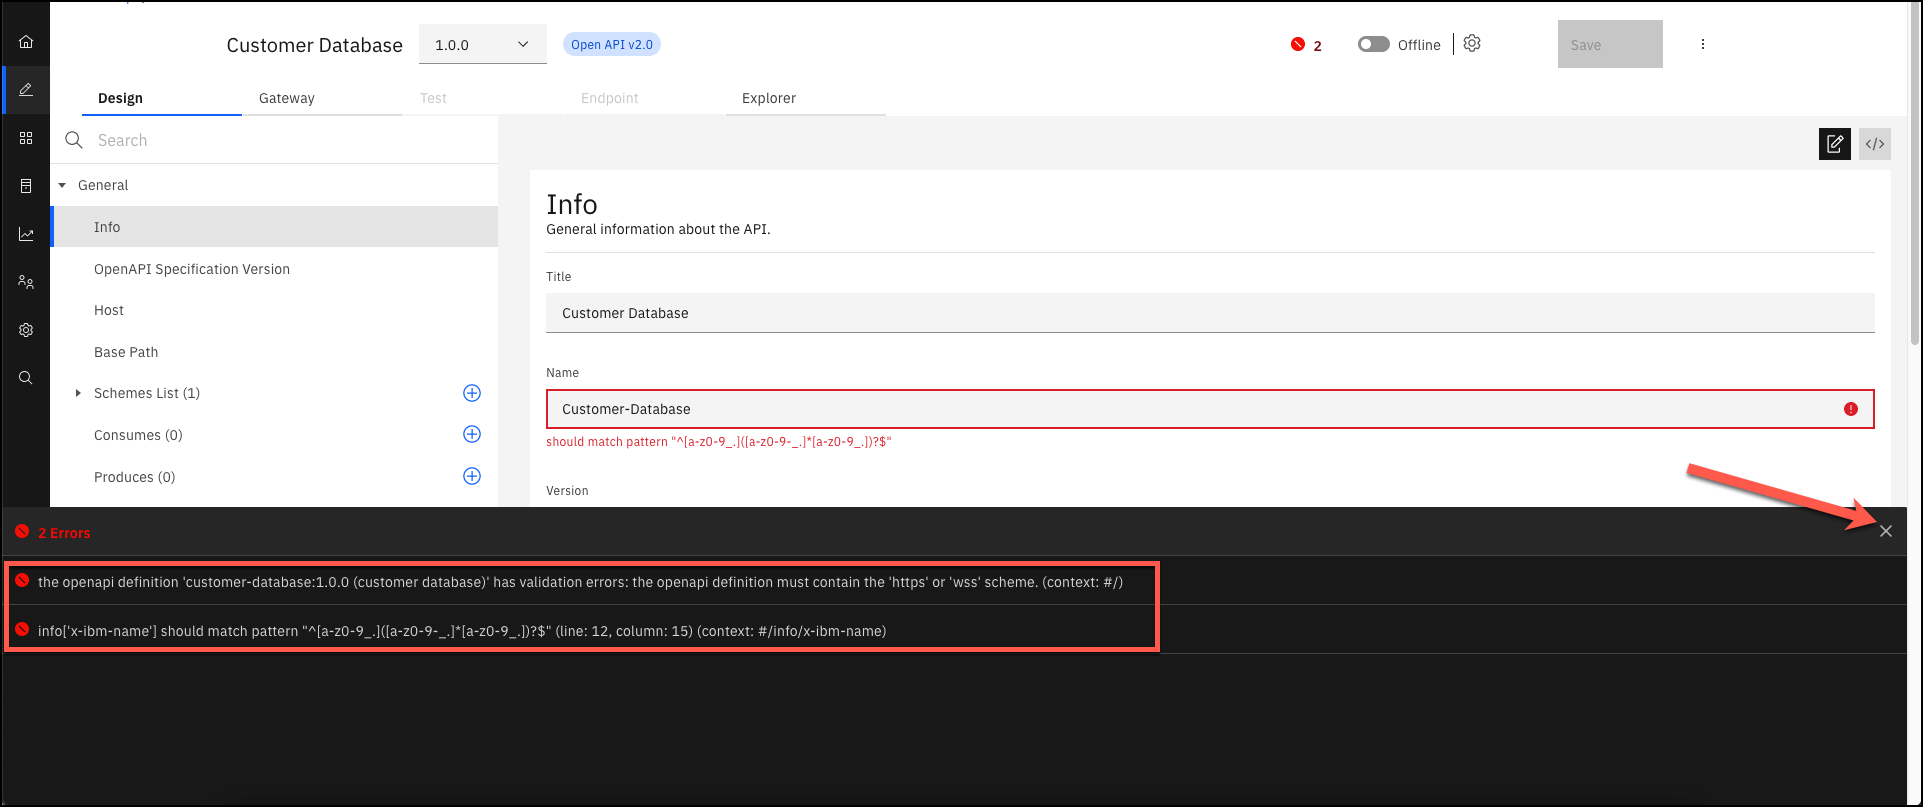 Customer Database
1.0.0
Open API v2.0
2
Offline
Save
Design
Gateway
Test
Endpoint
Explorer
Search
General
Info
OpenAPI Specification Version
Host
Base Path
Schemes List (1)
Consumes (0)
Produces (0)
</>
Info
General information about the API.
Title
Customer Database
Name
Customer-Database
should match pattern "^[a-z0-9_.]([a-z0-9-_.]*[a-z0-9_.])?$"
Version
2 Errors
the openapi definition 'customer-database:1.0.0 (customer database)' has validation errors: the openapi definition must contain the 'https' or 'wss' scheme. (context: #/)
info['x-ibm-name'] should match pattern "^[a-z0-9_.]([a-z0-9-_.]*[a-z0-9_.])?$" (line: 12, column: 15) (context: #/info/x-ibm-name)